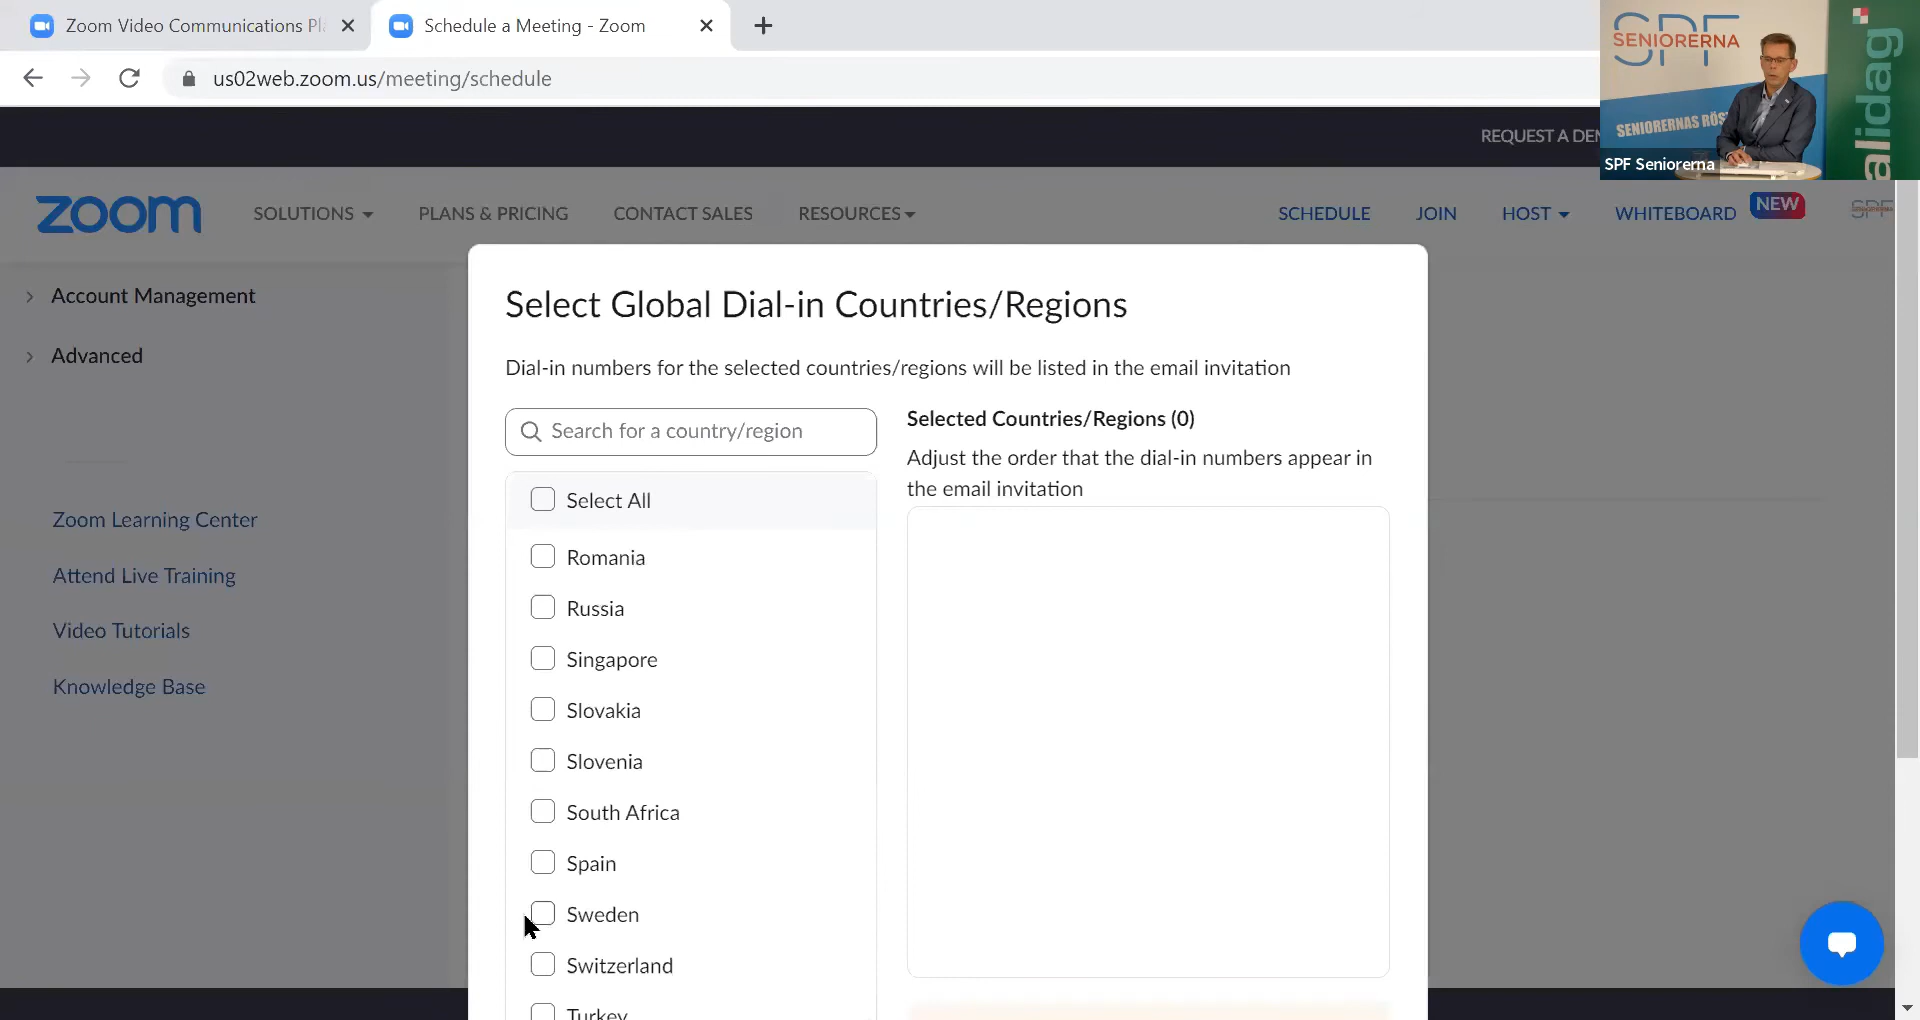 Zoom Video Communications Pl
Schedule a Meeting - Zoom
us02web.zoom.us/meeting/schedule
SPF
SENIORERNA
SENIORERNAS RÖS
SPF Seniorerna
alidag
REQUEST A DEM
zoom
SOLUTIONS
PLANS & PRICING
CONTACT SALES
RESOURCES
SCHEDULE
JOIN
HOST
WHITEBOARD
NEW
SPF
Account Management
Advanced
Zoom Learning Center
Attend Live Training
Video Tutorials
Knowledge Base
Select Global Dial-in Countries/Regions
Dial-in numbers for the selected countries/regions will be listed in the email invitation
Search for a country/region
Select All
Romania
Russia
Singapore
Slovakia
Slovenia
South Africa
Spain
Sweden
Switzerland
Turkey
Selected Countries/Regions (0)
Adjust the order that the dial-in numbers appear in
the email invitation